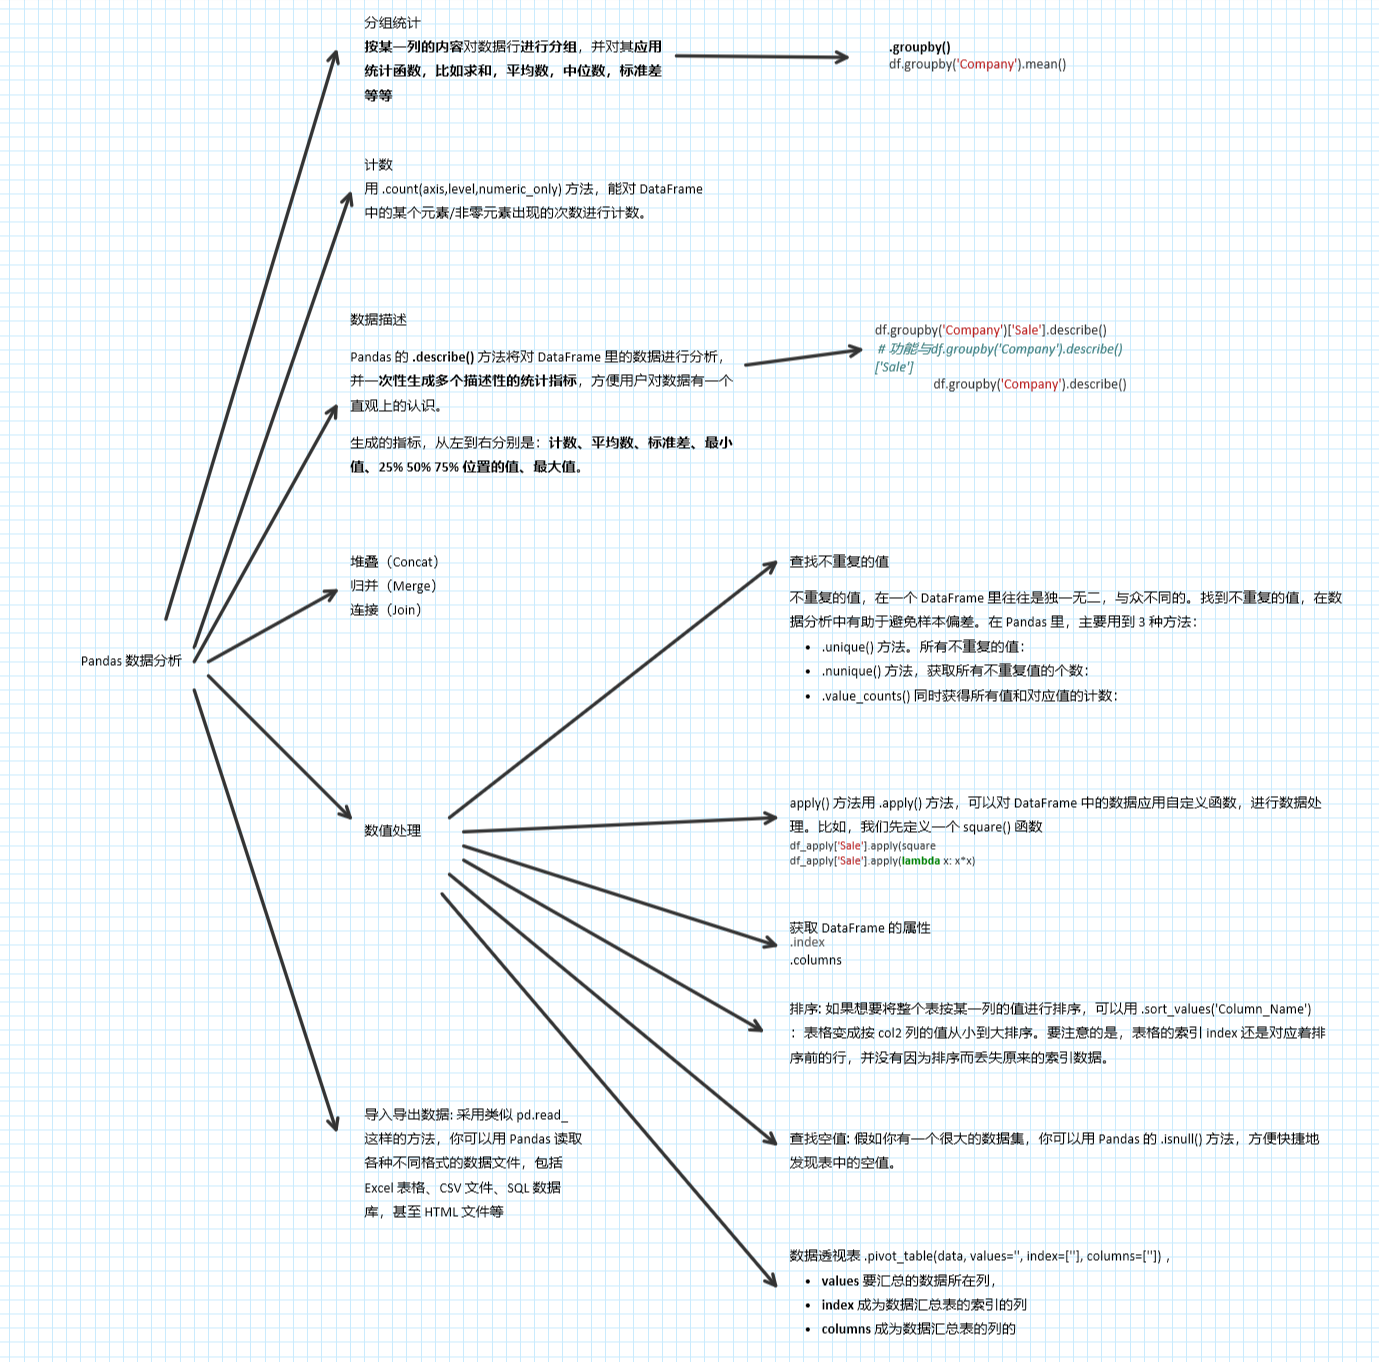 分组统计
按某一列的内容对数据行进行分组，并对其应用
统计函数，比如求和，平均数，中位数，标准差
等等
.groupby()
df.groupby('Company').mean()
计数
用 .count(axis,level,numeric_only) 方法，能对 DataFrame
中的某个元素/非零元素出现的次数进行计数。
数据描述
Pandas 的 .describe() 方法将对 DataFrame 里的数据进行分析，
并一次性生成多个描述性的统计指标，方便用户对数据有一个
直观上的认识。
生成的指标，从左到右分别是：计数、平均数、标准差、最小
值、25% 50% 75% 位置的值、最大值。
df.groupby('Company')['Sale'].describe()
# 功能与df.groupby('Company').describe()
['Sale']
df.groupby('Company').describe()
堆叠（Concat）
归并（Merge）
连接（Join）
Pandas 数据分析
查找不重复的值
不重复的值，在一个 DataFrame 里往往是独一无二，与众不同的。找到不重复的值，在数
据分析中有助于避免样本偏差。在 Pandas 里，主要用到 3 种方法：
• .unique() 方法。所有不重复的值：
• .nunique() 方法，获取所有不重复值的个数：
• .value_counts() 同时获得所有值和对应值的计数：
数值处理
apply() 方法用 .apply() 方法，可以对 DataFrame 中的数据应用自定义函数，进行数据处
理。比如，我们先定义一个 square() 函数
df_apply['Sale'].apply(square
df_apply['Sale'].apply(lambda x: x*x)
获取 DataFrame 的属性
.index
.columns
排序: 如果想要将整个表按某一列的值进行排序，可以用 .sort_values('Column_Name')
：表格变成按 col2 列的值从小到大排序。要注意的是，表格的索引 index 还是对应着排
序前的行，并没有因为排序而丢失原来的索引数据。
导入导出数据: 采用类似 pd.read_
这样的方法，你可以用 Pandas 读取
各种不同格式的数据文件，包括
Excel 表格、CSV 文件、SQL 数据
库，甚至 HTML 文件等
查找空值: 假如你有一个很大的数据集，你可以用 Pandas 的 .isnull() 方法，方便快捷地
发现表中的空值。
数据透视表 .pivot_table(data, values='', index=[''], columns=['']) ，
• values 要汇总的数据所在列，
• index 成为数据汇总表的索引的列
• columns 成为数据汇总表的列的